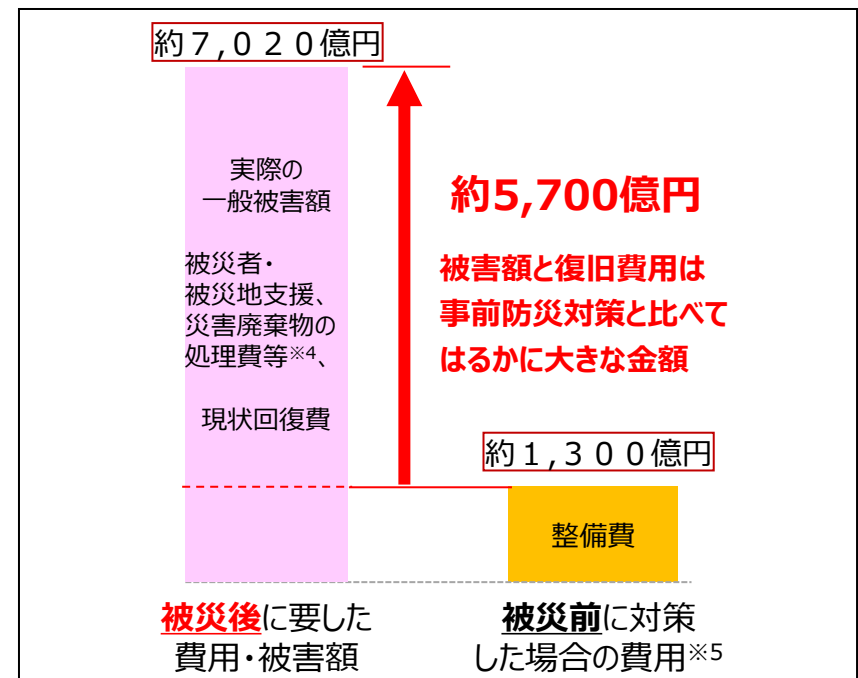 約７,０２０億円
実際の
一般被害額
被災者・
被災地支援、
災害廃棄物の
処理費等※4、
現状回復費
約5,700億円
被害額と復旧費用は
事前防災対策と比べて
はるかに大きな金額
約１,３００億円
整備費
被災後に要した
費用・被害額
被災前に対策
した場合の費用※5